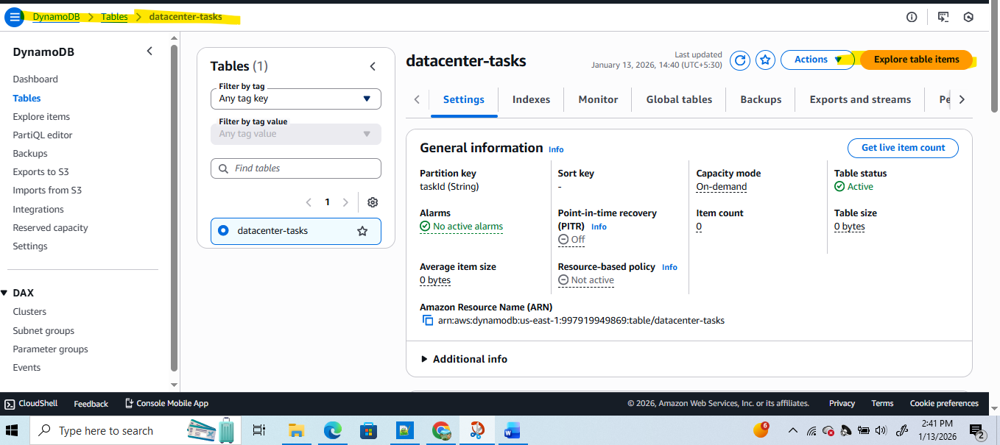 DynamoDB > Tables > datacenter-tasks
DynamoDB
Dashboard
Tables
Explore items
PartiQL editor
Backups
Exports to S3
Imports from S3
Integrations
Reserved capacity
Settings
DAX
Clusters
Subnet groups
Parameter groups
Events
Tables (1)
Filter by tag
Any tag key
Filter by tag value
Any tag value
Find tables
1
datacenter-tasks
datacenter-tasks
Last updated
January 13, 2026, 14:40 (UTC+5:30)
Actions
Explore table items
Settings
Indexes
Monitor
Global tables
Backups
Exports and streams
General information Info
Get live item count
Partition key
taskId (String)
Sort key
-
Capacity mode
On-demand
Table status
Active
Alarms
No active alarms
Point-in-time recovery
(PITR) Info
Off
Item count
0
Table size
0 bytes
Average item size
0 bytes
Resource-based policy Info
Not active
Amazon Resource Name (ARN)
arn:aws:dynamodb:us-east-1:997919949869:table/datacenter-tasks
Additional info
CloudShell
Feedback
Console Mobile App
© 2026, Amazon Web Services, Inc. or its affiliates.
Privacy
Terms
Cookie preferences
Type here to search
6
2:41 PM
1/13/2026
2